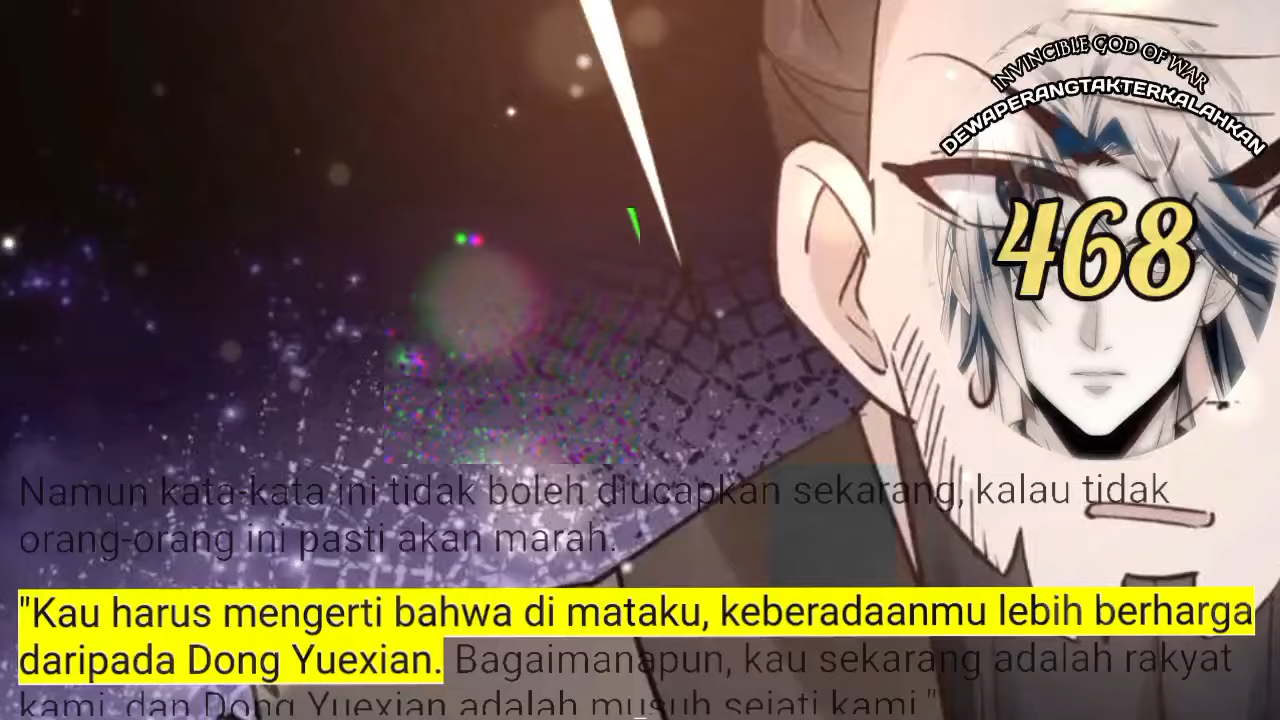 INVINCIBLE GOD OF WAR
DEWAPERANGTAKTERKALAHKAN
468
Namun kata-kata ini tidak boleh diucapkan sekarang, kalau tidak
orang-orang ini pasti akan marah.
"Kau harus mengerti bahwa di mataku, keberadaanmu lebih berharga
daripada Dong Yuexian. Bagaimanapun, kau sekarang adalah rakyat
kami, dan Dong Yuexian adalah musuh sejati kami."